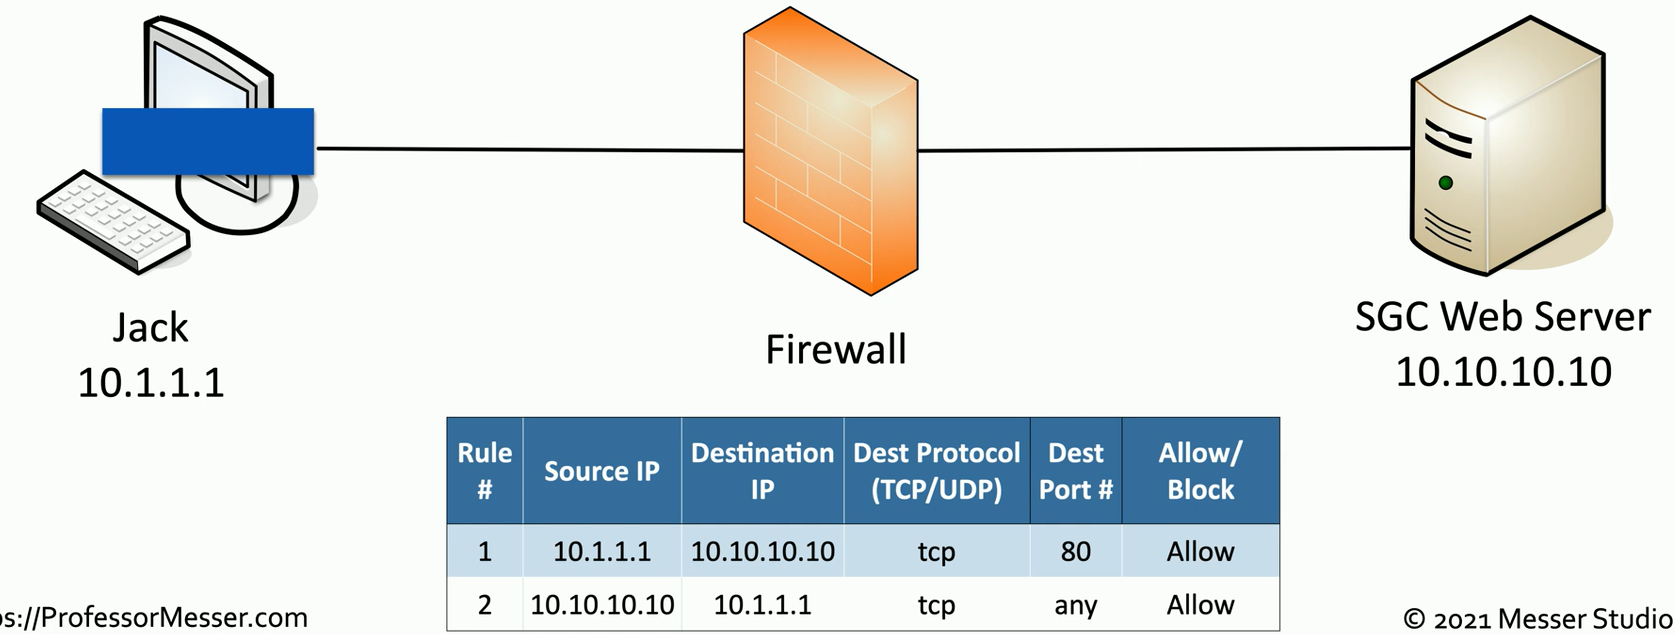 Jack
10.1.1.1
Firewall
SGC Web Server
10.10.10.10
Rule # Source IP Destination IP Dest Protocol (TCP/UDP) Dest Port # Allow/ Block
1 10.1.1.1 10.10.10.10 tcp 80 Allow
2 10.10.10.10 10.1.1.1 tcp any Allow
ps://ProfessorMesser.com
© 2021 Messer Studio